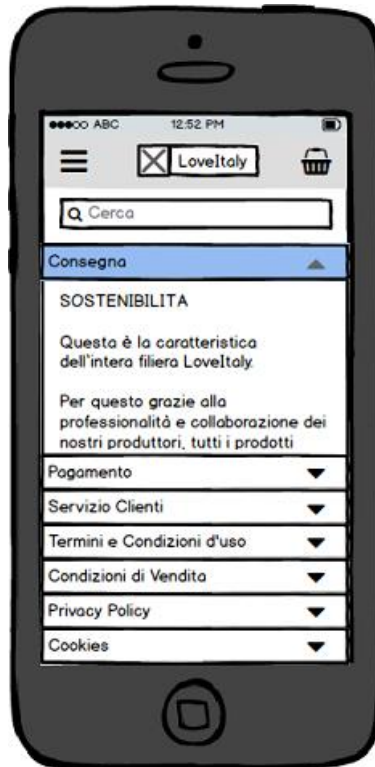 ABC 12:52 PM
LoveItaly
Cerca
Consegna
SOSTENIBILITA
Questa è la caratteristica
dell'intera filiera LoveItaly.
Per questo grazie alla
professionalità e collaborazione dei
nostri produttori, tutti i prodotti
Pagamento
Servizio Clienti
Termini e Condizioni d'uso
Condizioni di Vendita
Privacy Policy
Cookies